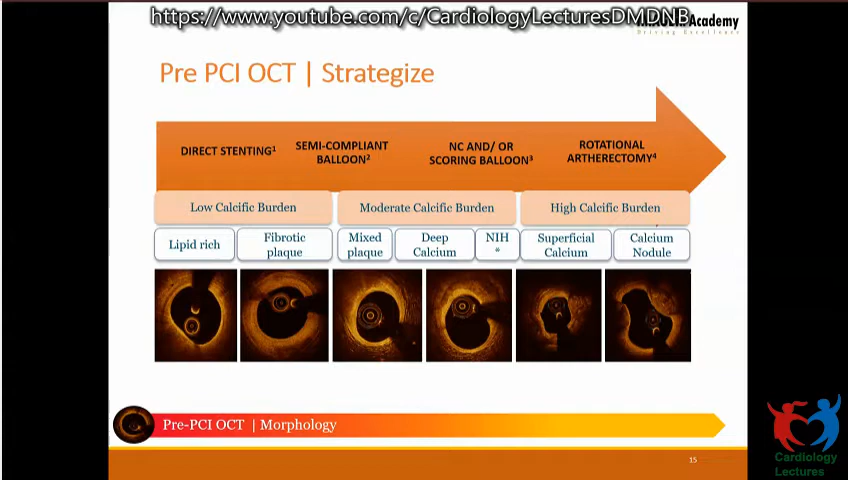 https://www.youtube.com/c/CardiologyLecturesDMDNB
Academy
Driving Excellence
Pre PCI OCT | Strategize
DIRECT STENTING1
SEMI-COMPLIANT
BALLOON2
NC AND/ OR
SCORING BALLOON3
ROTATIONAL
ARTHERECTOMY4
Low Calcific Burden
Moderate Calcific Burden
High Calcific Burden
Lipid rich
Fibrotic
plaque
Mixed
plaque
Deep
Calcium
NIH
*
Superficial
Calcium
Calcium
Nodule
Pre-PCI OCT | Morphology
15
Cardiology
Lectures